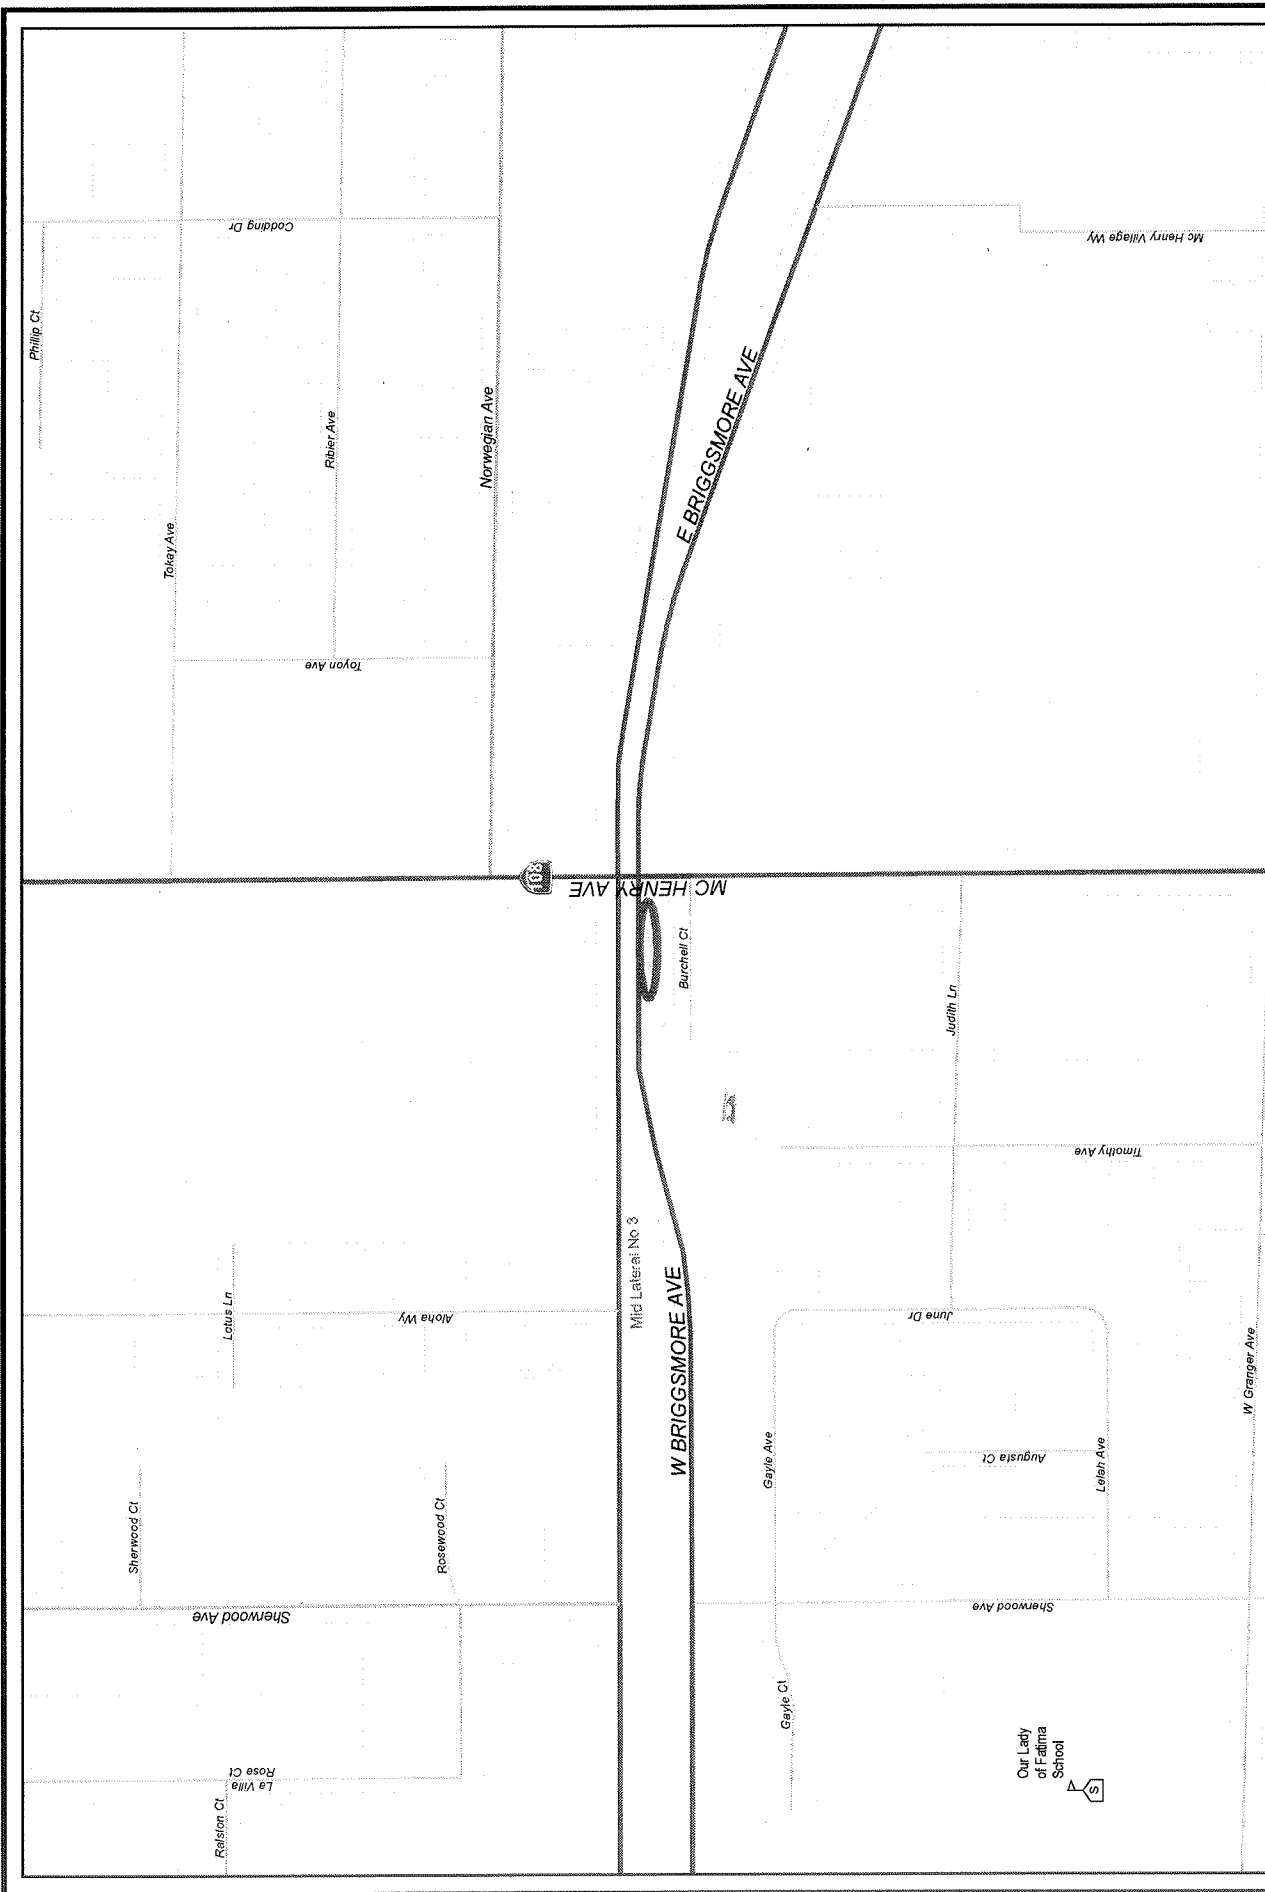 Phillip Ct
Codding Dr
Tokay Ave
Ribier Ave
Norwegian Ave
Toyon Ave
E BRIGGSMORE AVE
Mc Henry Village Wy
108
MC HENRY AVE
Burchell Ct
Judith Ln
Timothy Ave
Mid Lateral No 3
W BRIGGSMORE AVE
Lotus Ln
Aloha Wy
June Dr
W Granger Ave
Gayle Ave
Augusta Ct
Lelah Ave
Sherwood Ct
Rosewood Ct
Sherwood Ave
Sherwood Ave
Gayle Ct
La Villa
Rose Ct
Ralston Ct
Our Lady
of Fatima
School
S